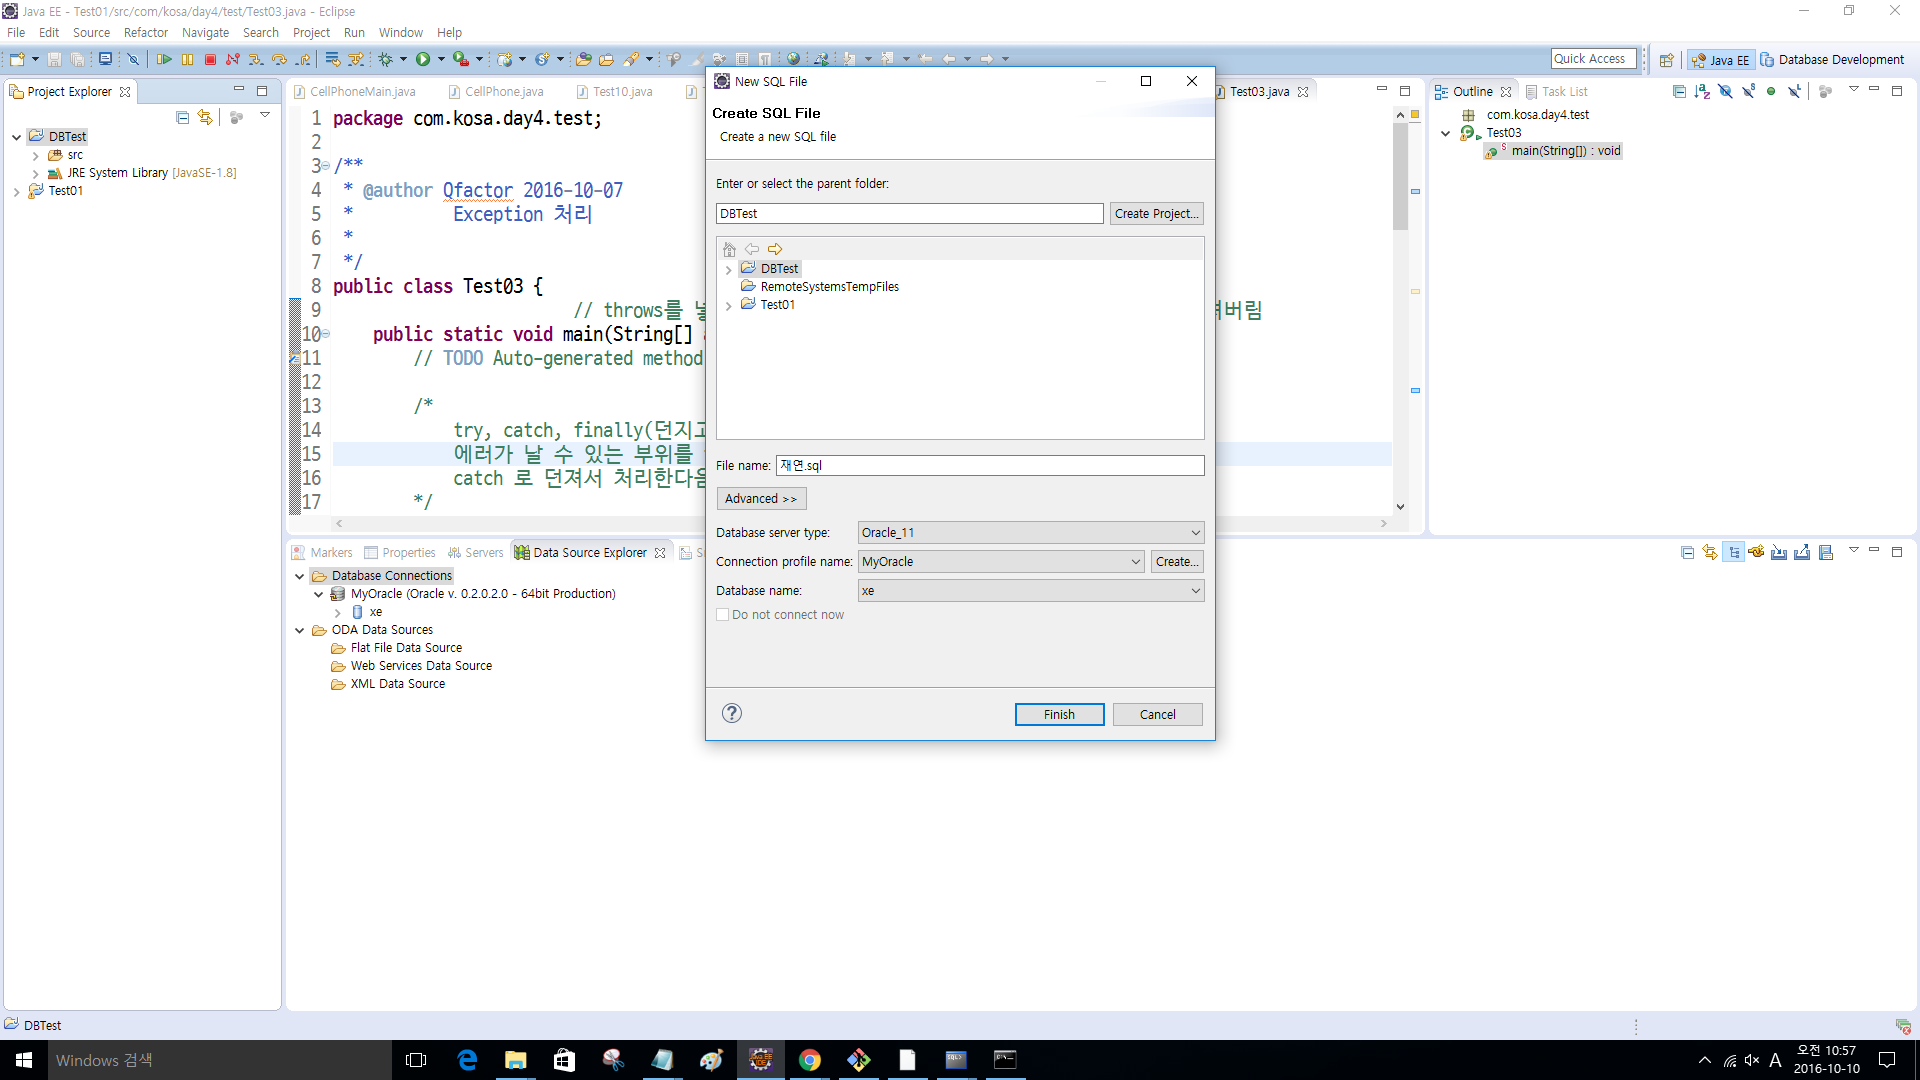 Java EE - Test01/src/com/kosa/day4/test/Test03.java - Eclipse
File Edit Source Refactor Navigate Search Project Run Window Help
Quick Access
Java EE
Database Development
Project Explorer
DBTest
src
JRE System Library [JavaSE-1.8]
Test01
CellPhoneMain.java
CellPhone.java
Test10.java
Test03.java
1 package com.kosa.day4.test;
2
3 /**
4 * @author Qfactor 2016-10-07
5 * Exception 처리
6 *
7 */
8 public class Test03 {
9 // throws를 겨버림
10 public static void main(String[]
11 // TODO Auto-generated method
12
13 /*
14 try, catch, finally(던지고
15 에러가 날 수 있는 부위를
16 catch 로 던져서 처리한다음
17 */
New SQL File
Create SQL File
Create a new SQL file
Enter or select the parent folder:
DBTest
Create Project...
DBTest
RemoteSystemsTempFiles
Test01
File name: 재연.sql
Advanced >>
Database server type: Oracle_11
Connection profile name: MyOracle Create...
Database name: xe
Do not connect now
?
Finish Cancel
Outline
Task List
com.kosa.day4.test
Test03
main(String[]) : void
Markers
Properties
Servers
Data Source Explorer
Database Connections
MyOracle (Oracle v. 0.2.0.2.0 - 64bit Production)
xe
ODA Data Sources
Flat File Data Source
Web Services Data Source
XML Data Source
DBTest
Windows 검색
A
오전 10:57
2016-10-10